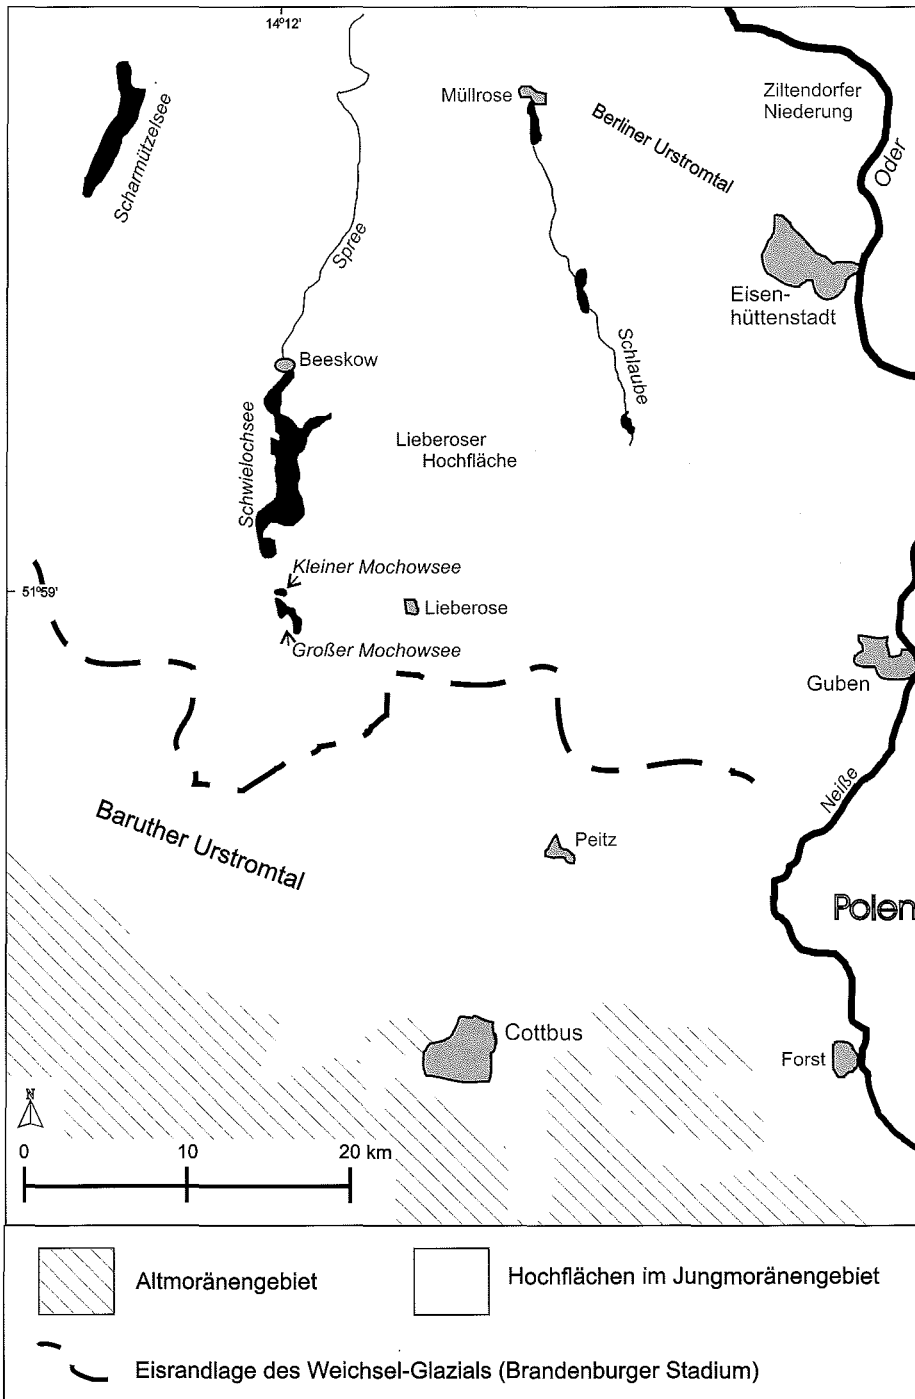 14°12'
Müllrose
Ziltendorfer
Niederung
Scharmützelsee
Berliner Urstromtal
Oder
Spree
Eisen-
hüttenstadt
Beeskow
Schlaube
Schwielochsee
Lieberoser
Hochfläche
Kleiner Mochowsee
51°59'
Lieberose
Großer Mochowsee
Guben
Neiße
Baruther Urstromtal
Peitz
Polen
Cottbus
Forst
N
0 10 20 km
Altmoränengebiet
Hochflächen im Jungmoränengebiet
Eisrandlage des Weichsel-Glazials (Brandenburger Stadium)